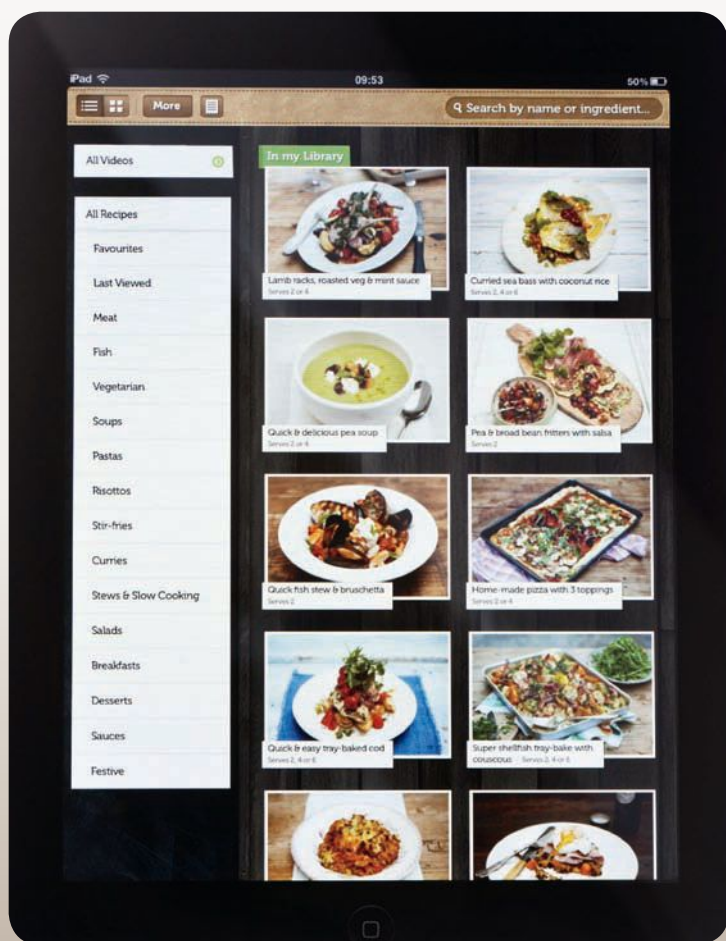 iPad
09:53
50%
More
Search by name or ingredient...
All Videos
All Recipes
Favourites
Last Viewed
Meat
Fish
Vegetarian
Soups
Pastas
Risottos
Stir-fries
Curries
Stews & Slow Cooking
Salads
Breakfasts
Desserts
Sauces
Festive
In my Library
Lamb racks, roasted veg & mint sauce
Serves 2 or 6
Curried sea bass with coconut rice
Serves 2, 4 or 6
Quick & delicious pea soup
Serves 2 or 4
Pea & broad bean fritters with salsa
Serves 2
Quick fish stew & bruschetta
Serves 2
Home-made pizza with 3 toppings
Serves 2 or 4
Quick & easy tray-baked cod
Serves 2, 4 or 6
Super shellfish tray-bake with
couscous Serves 2, 4 or 6